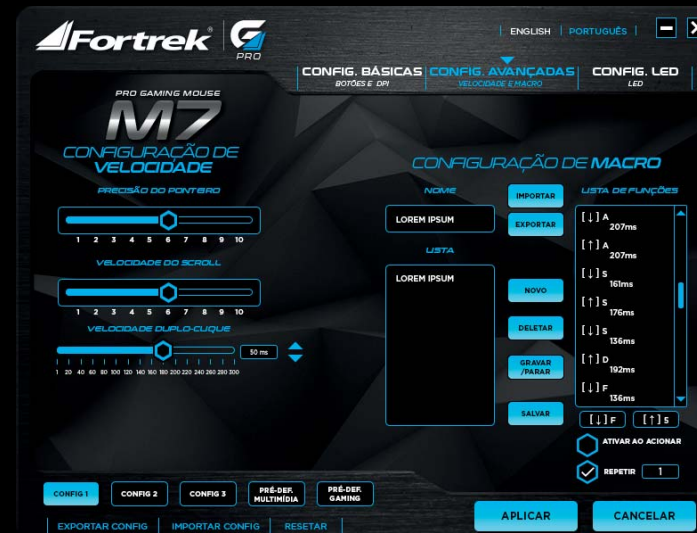 Fortrek G
PRO
ENGLISH | PORTUGUÊS |
CONFIG. BÁSICAS
BOTÕES E DPI
CONFIG. AVANÇADAS
VELOCIDADE E MACRO
CONFIG. LED
LED
PRO GAMING MOUSE
M7
CONFIGURAÇÃO DE
VELOCIDADE
PRECISÃO DO PONTEIRO
1 2 3 4 5 6 7 8 9 10
VELOCIDADE DO SCROLL
1 2 3 4 5 6 7 8 9 10
VELOCIDADE DUPLO-CLIQUE
50 ms
1 20 40 60 80 100 120 140 160 180 200 220 240 260 280 300
CONFIGURAÇÃO DE MACRO
NOME
LOREM IPSUM
LISTA
LOREM IPSUM
IMPORTAR
EXPORTAR
NOVO
DELETAR
GRAVAR
/PARAR
SALVAR
LISTA DE FUNÇÕES
[↓] A
207ms
[↑] A
207ms
[↓] S
161ms
[↑] S
176ms
[↓] S
136ms
[↑] D
192ms
[↓] F
136ms
[↓] F
[↑] S
ATIVAR AO ACIONAR
REPETIR 1
CONFIG 1
CONFIG 2
CONFIG 3
PRÉ-DEF.
MULTIMÍDIA
PRÉ-DEF.
GAMING
EXPORTAR CONFIG | IMPORTAR CONFIG | RESETAR |
APLICAR
CANCELAR